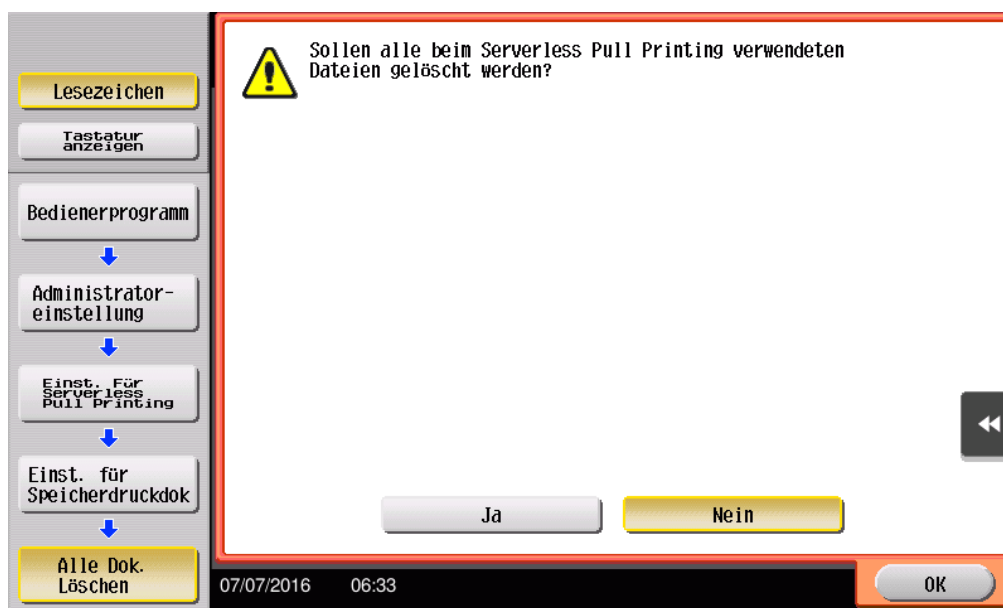 Lesezeichen
Tastatur
anzeigen
Bedienerprogramm
Administrator-
einstellung
Einst. Für
Serverless
Pull Printing
Einst. für
Speicherdruckdok
Alle Dok.
Löschen
Sollen alle beim Serverless Pull Printing verwendeten
Dateien gelöscht werden?
Ja
Nein
07/07/2016 06:33
OK